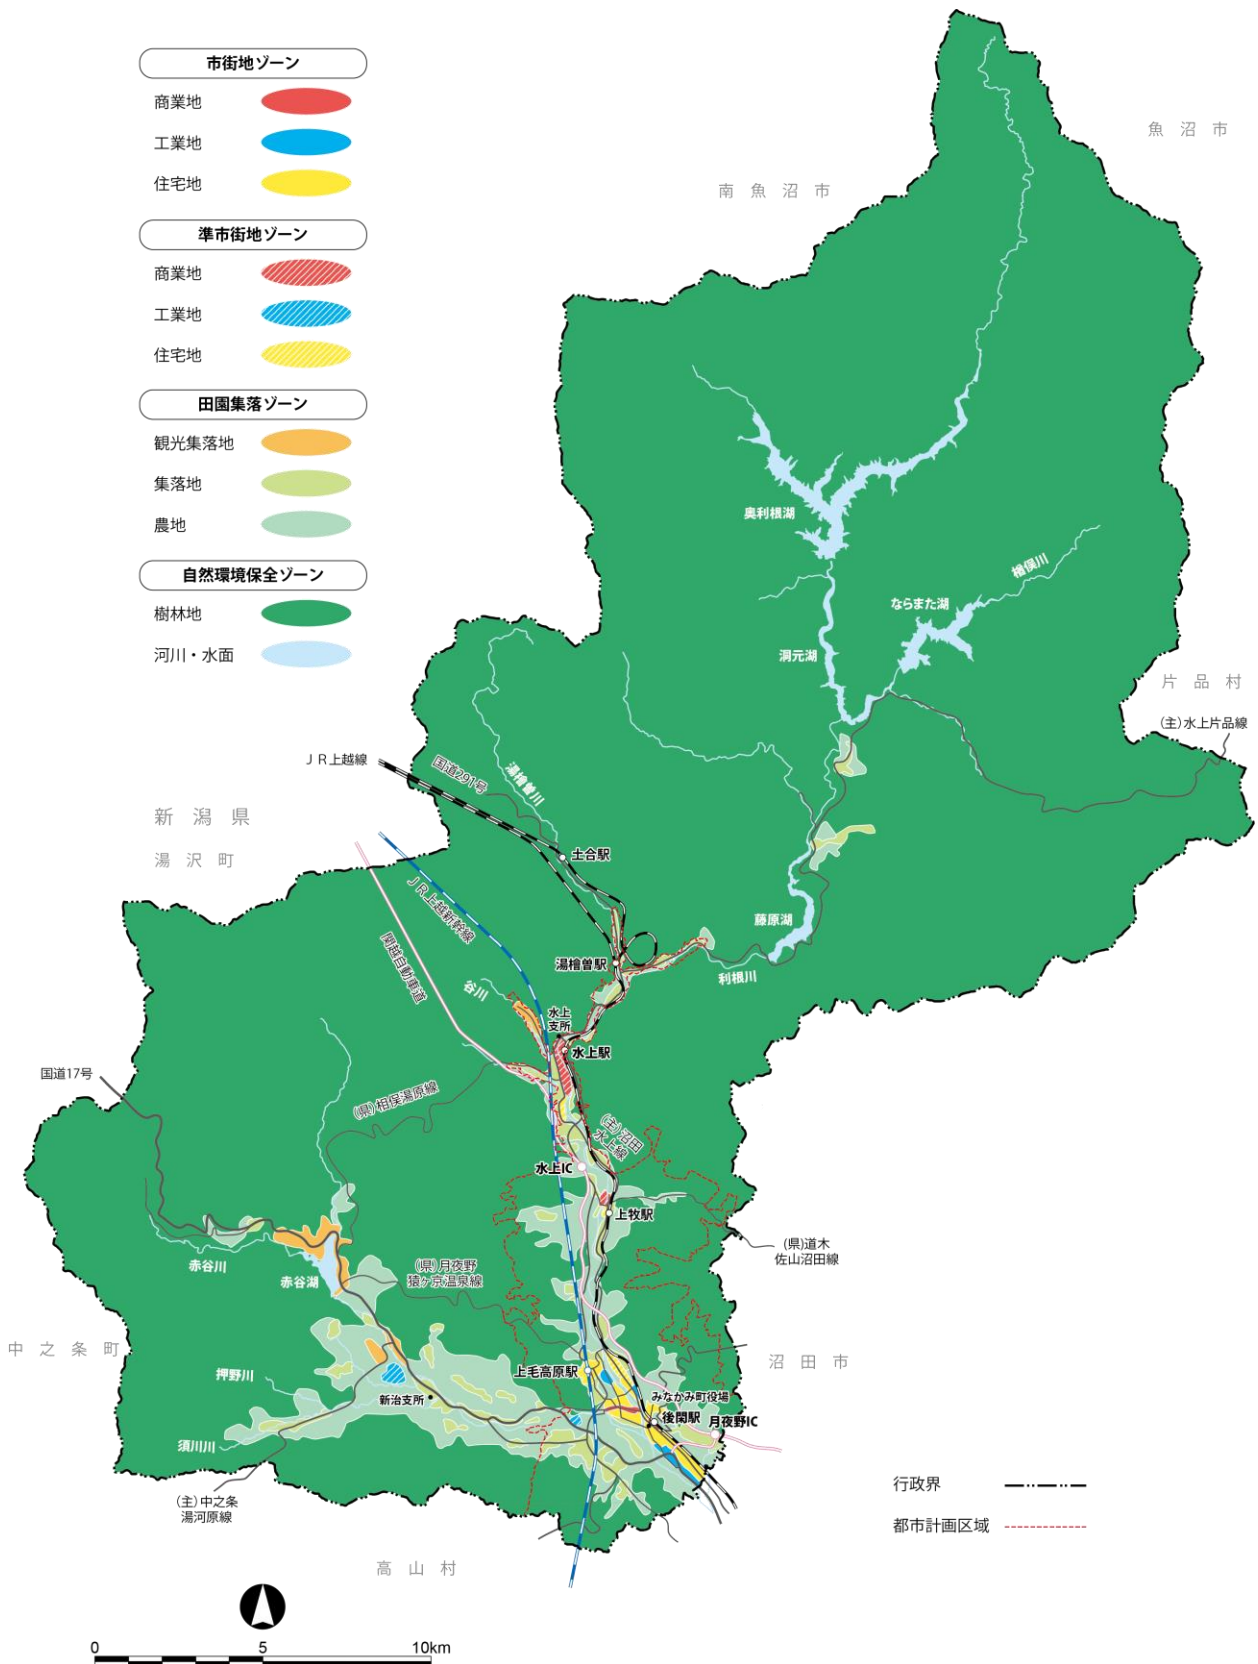 市街地ゾーン
商業地
工業地
住宅地
準市街地ゾーン
商業地
工業地
住宅地
田園集落ゾーン
観光集落地
集落地
農地
自然環境保全ゾーン
樹林地
河川・水面
魚沼市
南魚沼市
奥利根湖
楢俣川
ならまた湖
洞元湖
片品村
(主)水上片品線
JR上越線
国道291号
湯檜曽川
新潟県
湯沢町
土合駅
JR上越新幹線
関越自動車道
藤原湖
湯檜曽駅
利根川
谷川
水上
支所
水上駅
国道17号
(県)相俣湯原線
(主)沼田
水上線
水上IC
上牧駅
(県)道木
佐山沼田線
赤谷川
赤谷湖
(県)月夜野
猿ヶ京温泉線
中之条町
沼田市
押野川
上毛高原駅
新治支所
みなかみ町役場
後閑駅
月夜野IC
須川川
(主)中之条
湯河原線
行政界
都市計画区域
高山村
0 5 10km